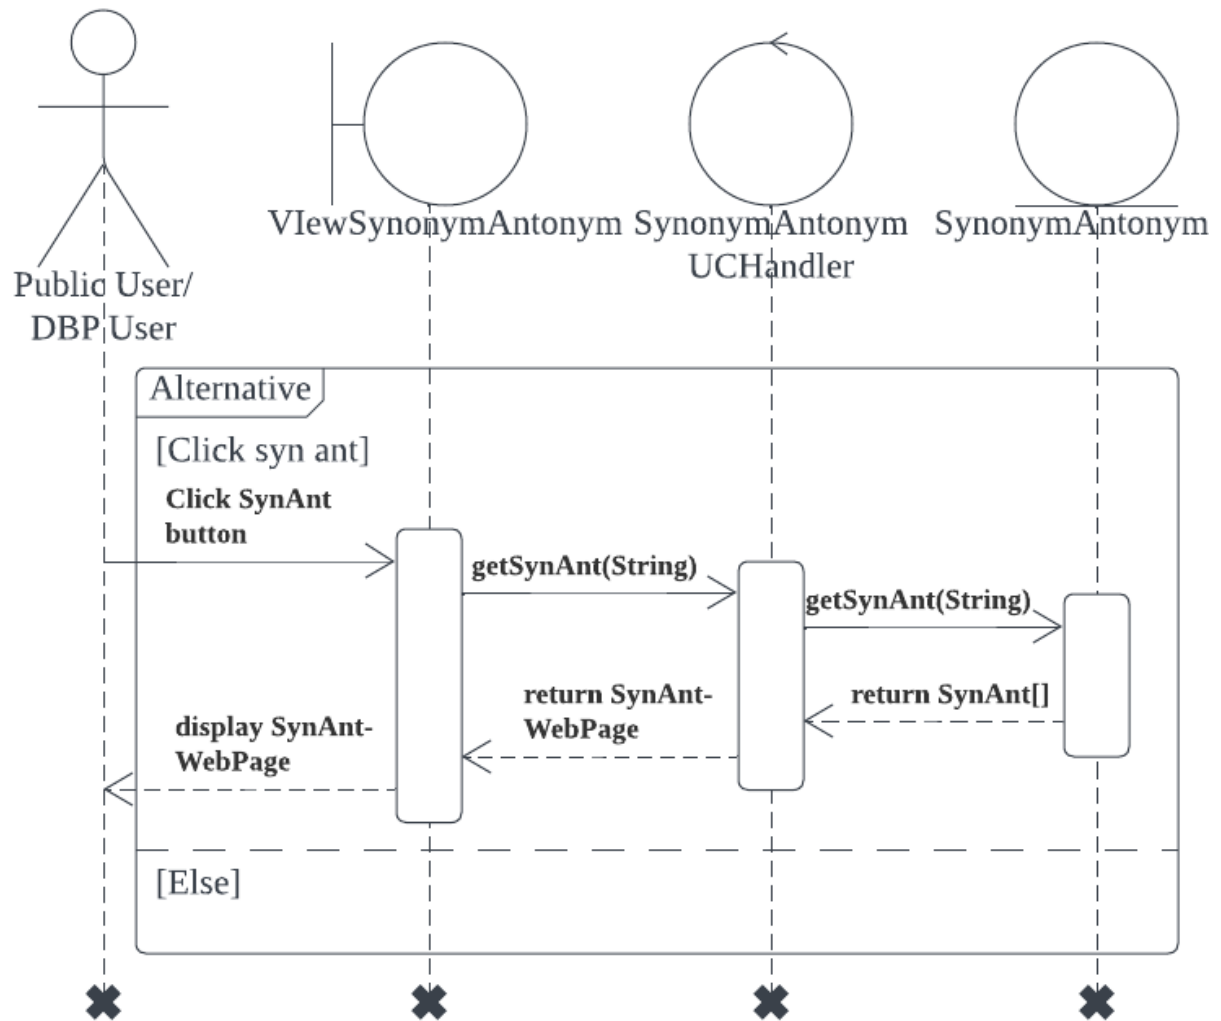 VIewSynonymAntonym
SynonymAntonym
UCHandler
SynonymAntonym
Public User/
DBP User
Alternative
[Click syn ant]
Click SynAnt
button
getSynAnt(String)
getSynAnt(String)
return SynAnt[]
return SynAnt-
WebPage
display SynAnt-
WebPage
[Else]